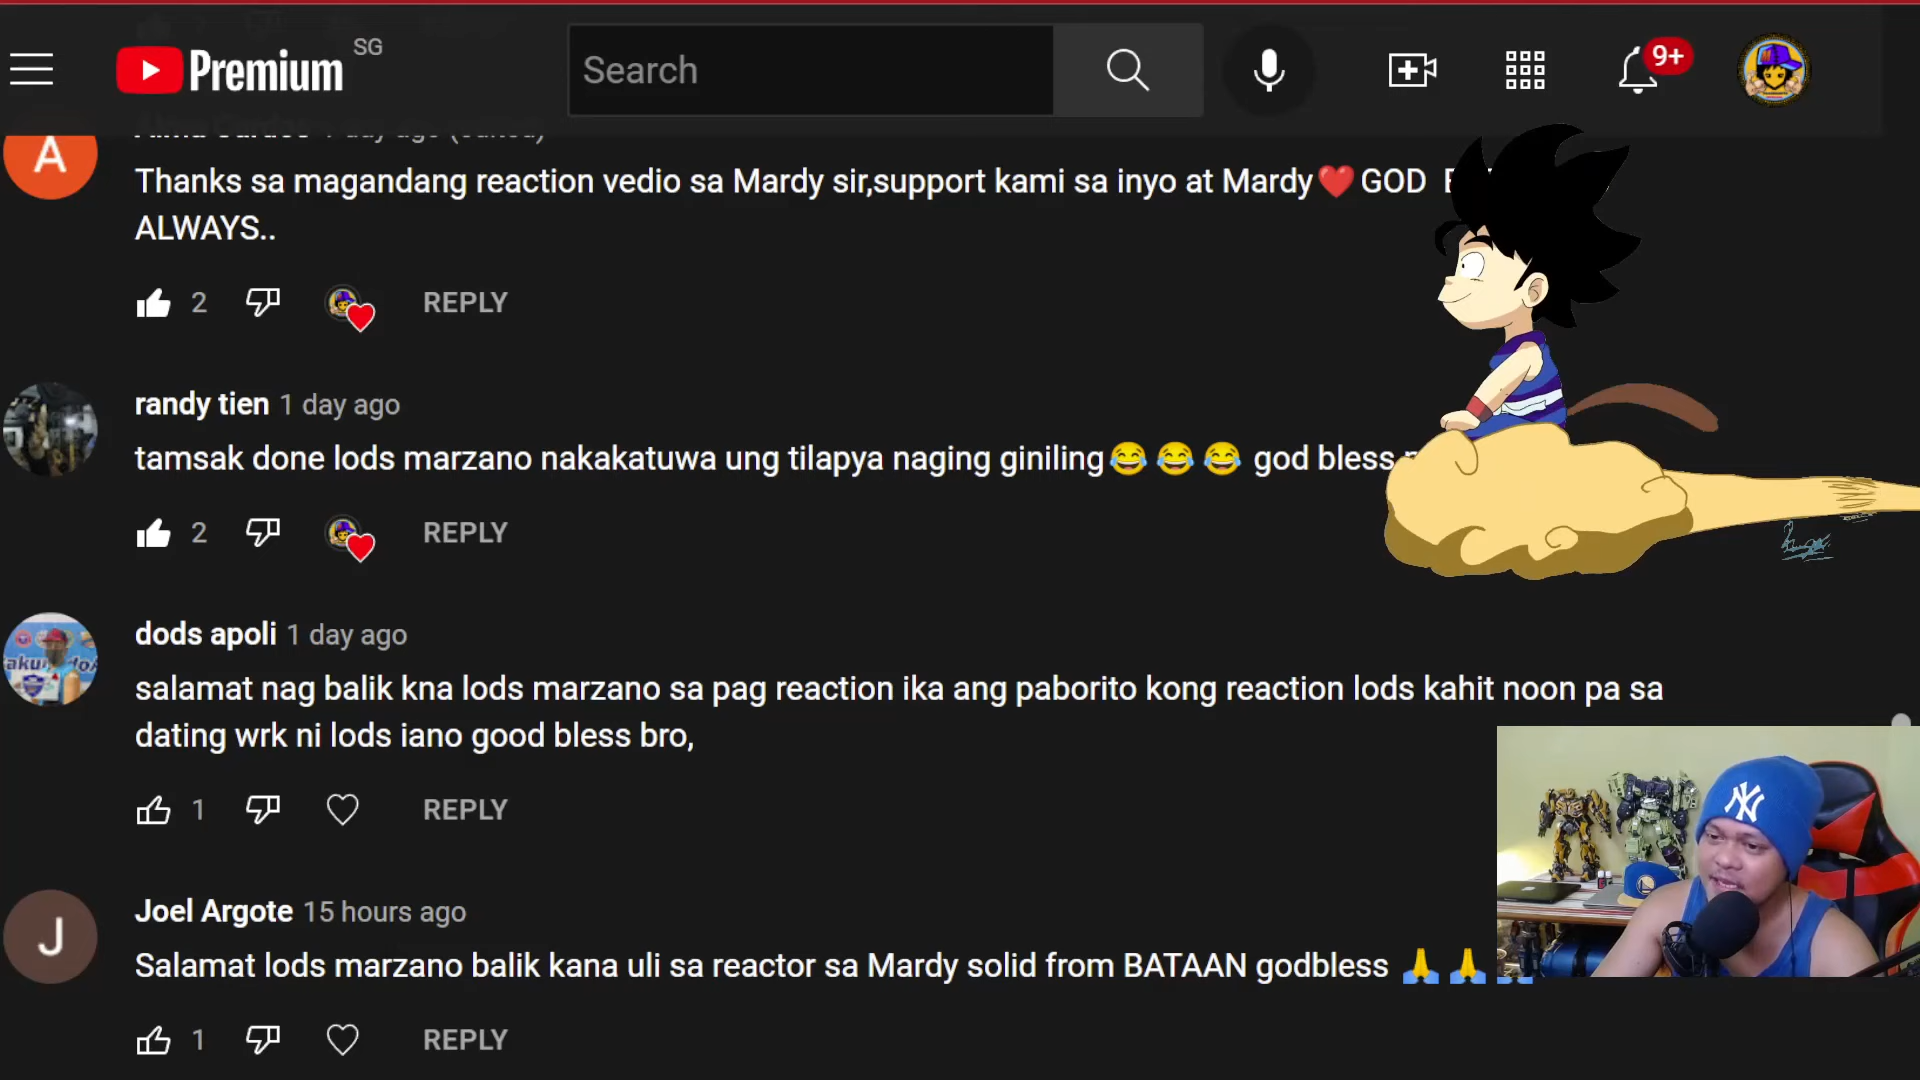 Premium SG
Search
9+
1 day ago (edited)
A
Thanks sa magandang reaction vedio sa Mardy sir,support kami sa inyo at Mardy❤️GOD
ALWAYS..
2
REPLY
randy tien 1 day ago
tamsak done lods marzano nakakatuwa ung tilapya naging giniling😂😂😂 god bless
2
REPLY
dods apoli 1 day ago
salamat nag balik kna lods marzano sa pag reaction ika ang paborito kong reaction lods kahit noon pa sa
dating wrk ni lods iano good bless bro,
1
REPLY
J
Joel Argote 15 hours ago
Salamat lods marzano balik kana uli sa reactor sa Mardy solid from BATAAN godbless 🙏🙏🙏
1
REPLY
NY